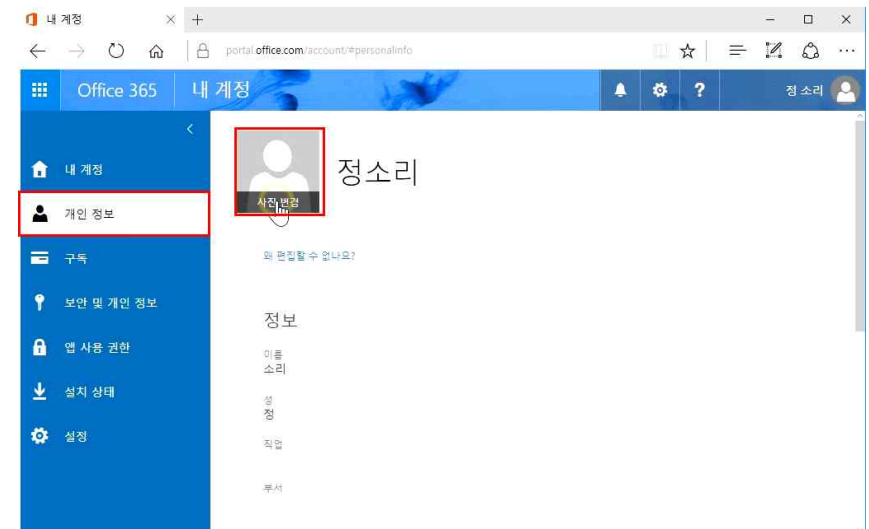 내 계정
portal.office.com/account/#personalinfo
Office 365 내 계정
? 정 소리
내 계정
개인 정보
구독
보안 및 개인 정보
앱 사용 권한
설치 상태
설정
정소리
사진 변경
왜 편집할 수 없나요?
정보
이름
소리
성
정
직업
부서